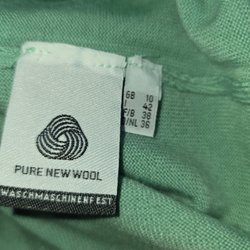 PURE NEW WOOL
WASCHMASCHINENFEST
GB 10
I 42
F/B 38
D/NL 36